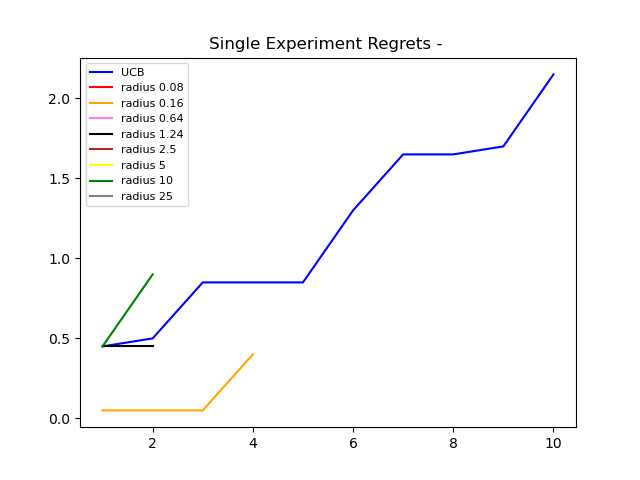 Single Experiment Regrets -
UCB
radius 0.08
radius 0.16
radius 0.64
radius 1.24
radius 2.5
radius 5
radius 10
radius 25
2.0
1.5
1.0
0.5
0.0
2 4 6 8 10